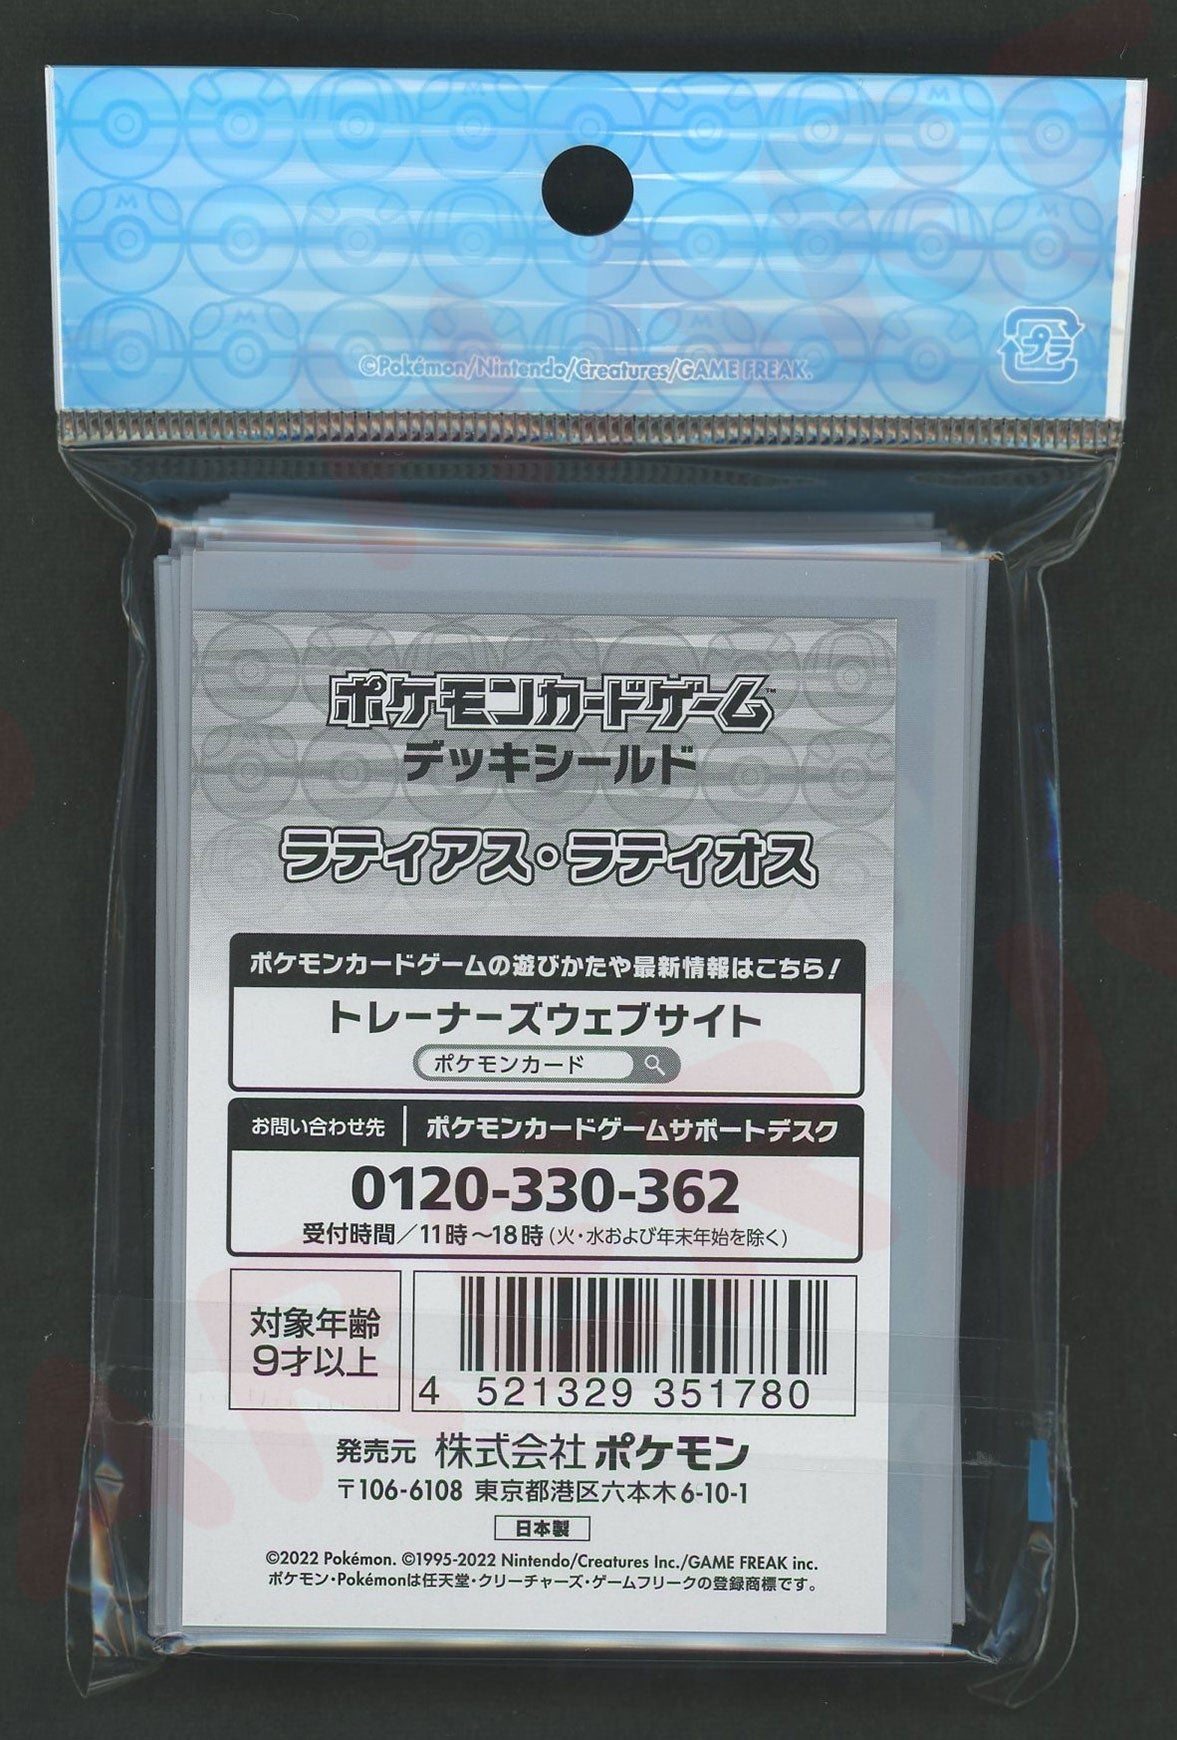 ©Pokémon/Nintendo/Creatures/GAME FREAK.
プラ
ポケモンカードゲーム™
デッキシールド
ラティアス・ラティオス
ポケモンカードゲームの遊びかたや最新情報はこちら!
トレーナーズウェブサイト
ポケモンカード
お問い合わせ先 | ポケモンカードゲームサポートデスク
0120-330-362
受付時間/11時~18時(火・水および年末年始を除く)
対象年齢
9才以上
4 521329 351780
発売元 株式会社ポケモン
〒106-6108 東京都港区六本木6-10-1
日本製
©2022 Pokémon. ©1995-2022 Nintendo/Creatures Inc./GAME FREAK inc.
ポケモン・Pokémonは任天堂・クリーチャーズ・ゲームフリークの登録商標です。